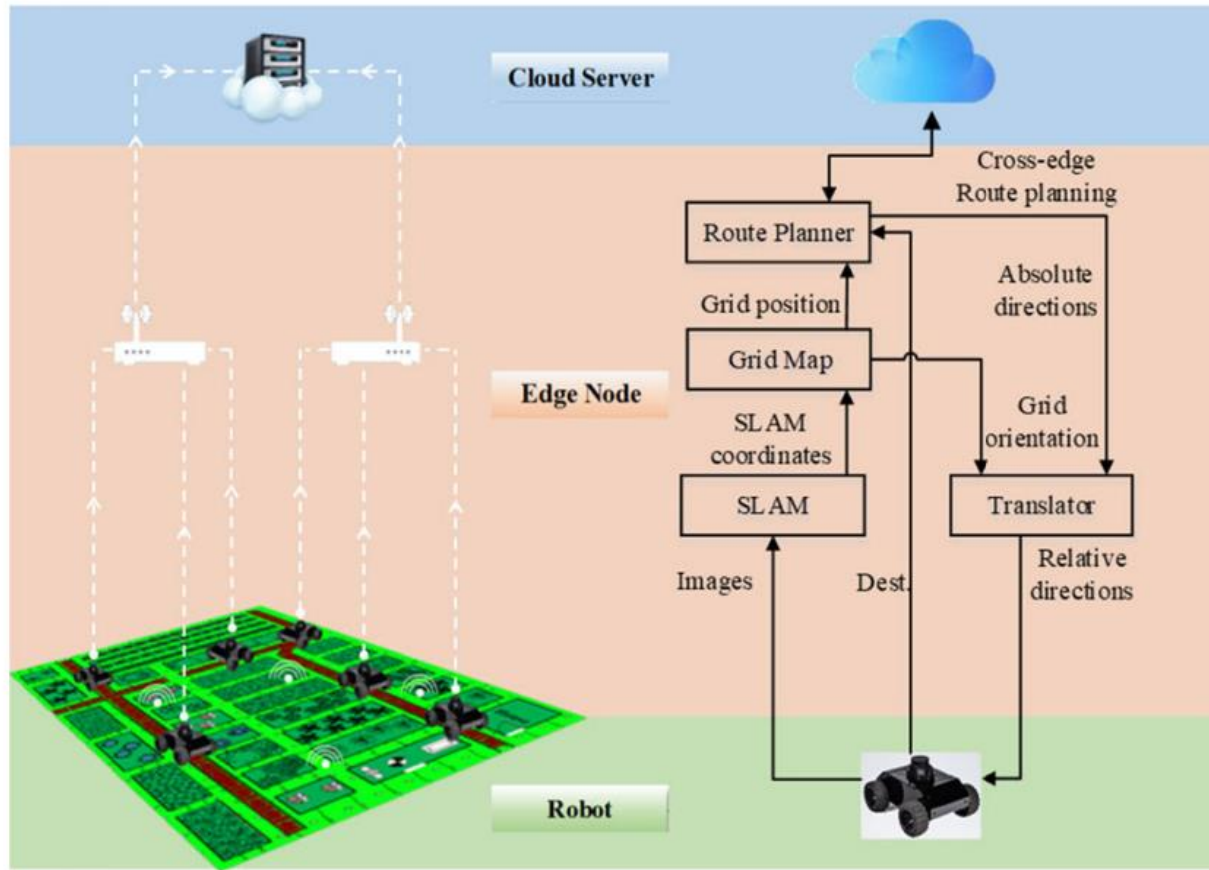 Cloud Server
Cross-edge
Route planning
Route Planner
Grid position
Absolute
directions
Grid Map
Edge Node
SLAM
coordinates
Grid
orientation
SLAM
Translator
Images
Dest.
Relative
directions
Robot